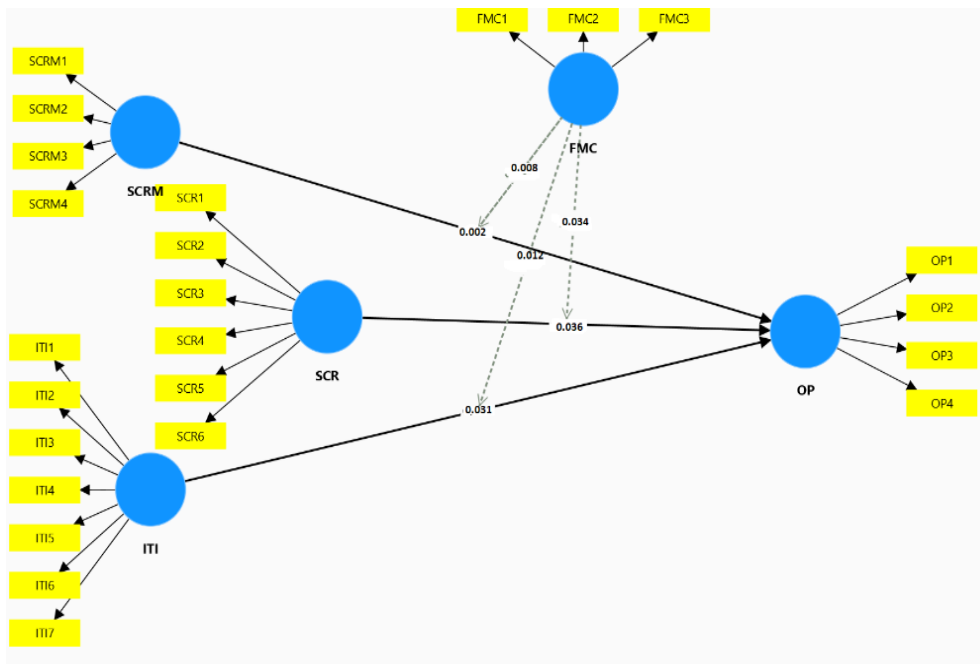 FMC1
FMC2
FMC3
FMC
SCRM1
SCRM2
SCRM3
SCRM4
SCRM
SCR1
SCR2
SCR3
SCR4
SCR5
SCR6
SCR
ITI1
ITI2
ITI3
ITI4
ITI5
ITI6
ITI7
ITI
0.008
0.034
0.002
0.012
0.036
0.031
OP1
OP2
OP3
OP4
OP